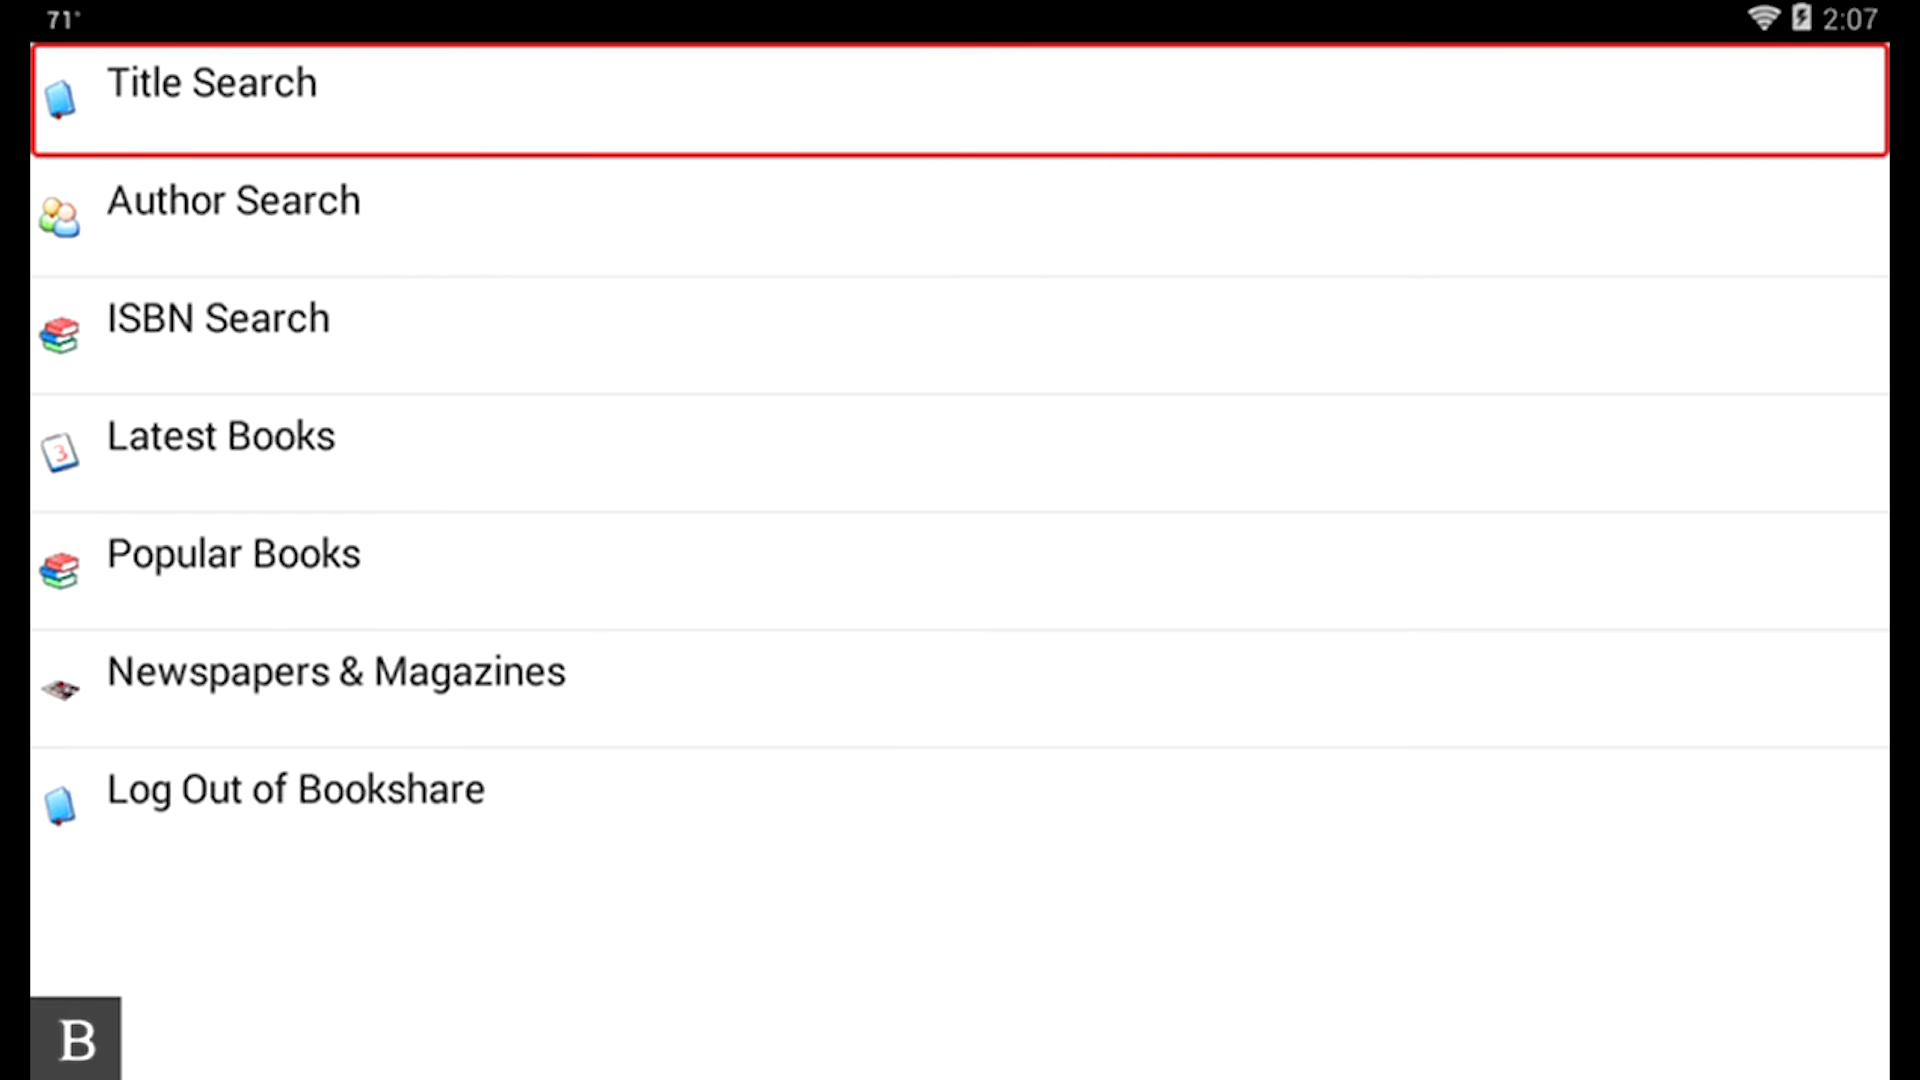 71°
2:07
Title Search
Author Search
ISBN Search
3
Latest Books
Popular Books
Newspapers & Magazines
Log Out of Bookshare
B